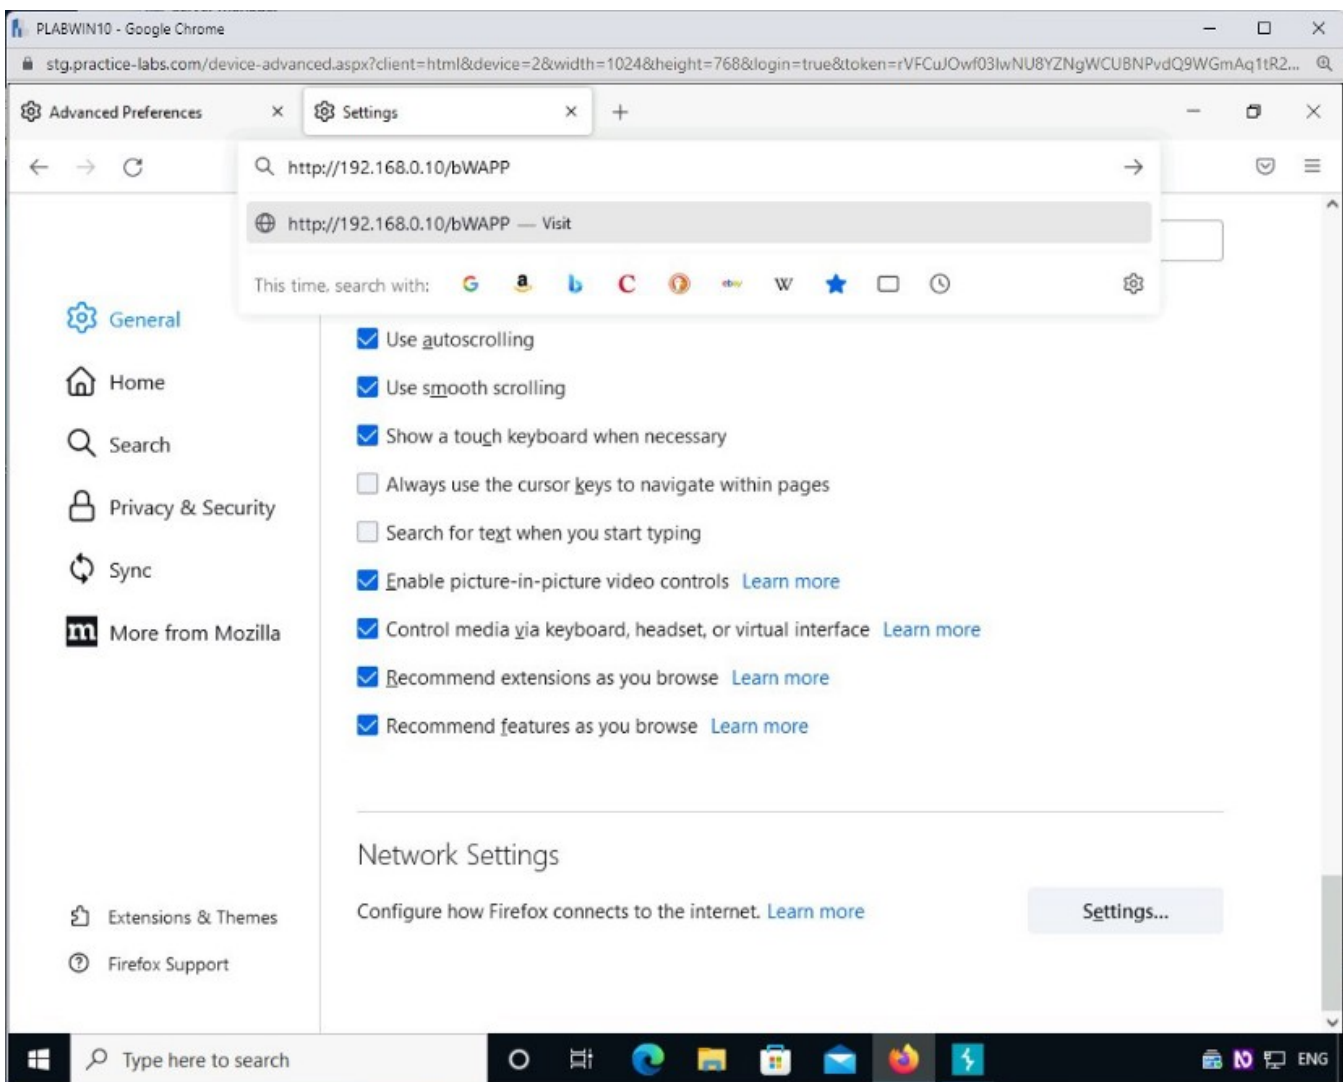 PLABWIN10 - Google Chrome
stg.practice-labs.com/device-advanced.aspx?client=html&device=2&width=1024&height=768&login=true&token=rVFCuJOwf03IwNU8YZNgWCUBNPvdQ9WGmAq1tR2...
Advanced Preferences
Settings
http://192.168.0.10/bWAPP
http://192.168.0.10/bWAPP — Visit
This time, search with:
General
Home
Search
Privacy & Security
Sync
More from Mozilla
Extensions & Themes
Firefox Support
Use autoscrolling
Use smooth scrolling
Show a touch keyboard when necessary
Always use the cursor keys to navigate within pages
Search for text when you start typing
Enable picture-in-picture video controls Learn more
Control media via keyboard, headset, or virtual interface Learn more
Recommend extensions as you browse Learn more
Recommend features as you browse Learn more
Network Settings
Configure how Firefox connects to the internet. Learn more
Settings...
Type here to search
ENG